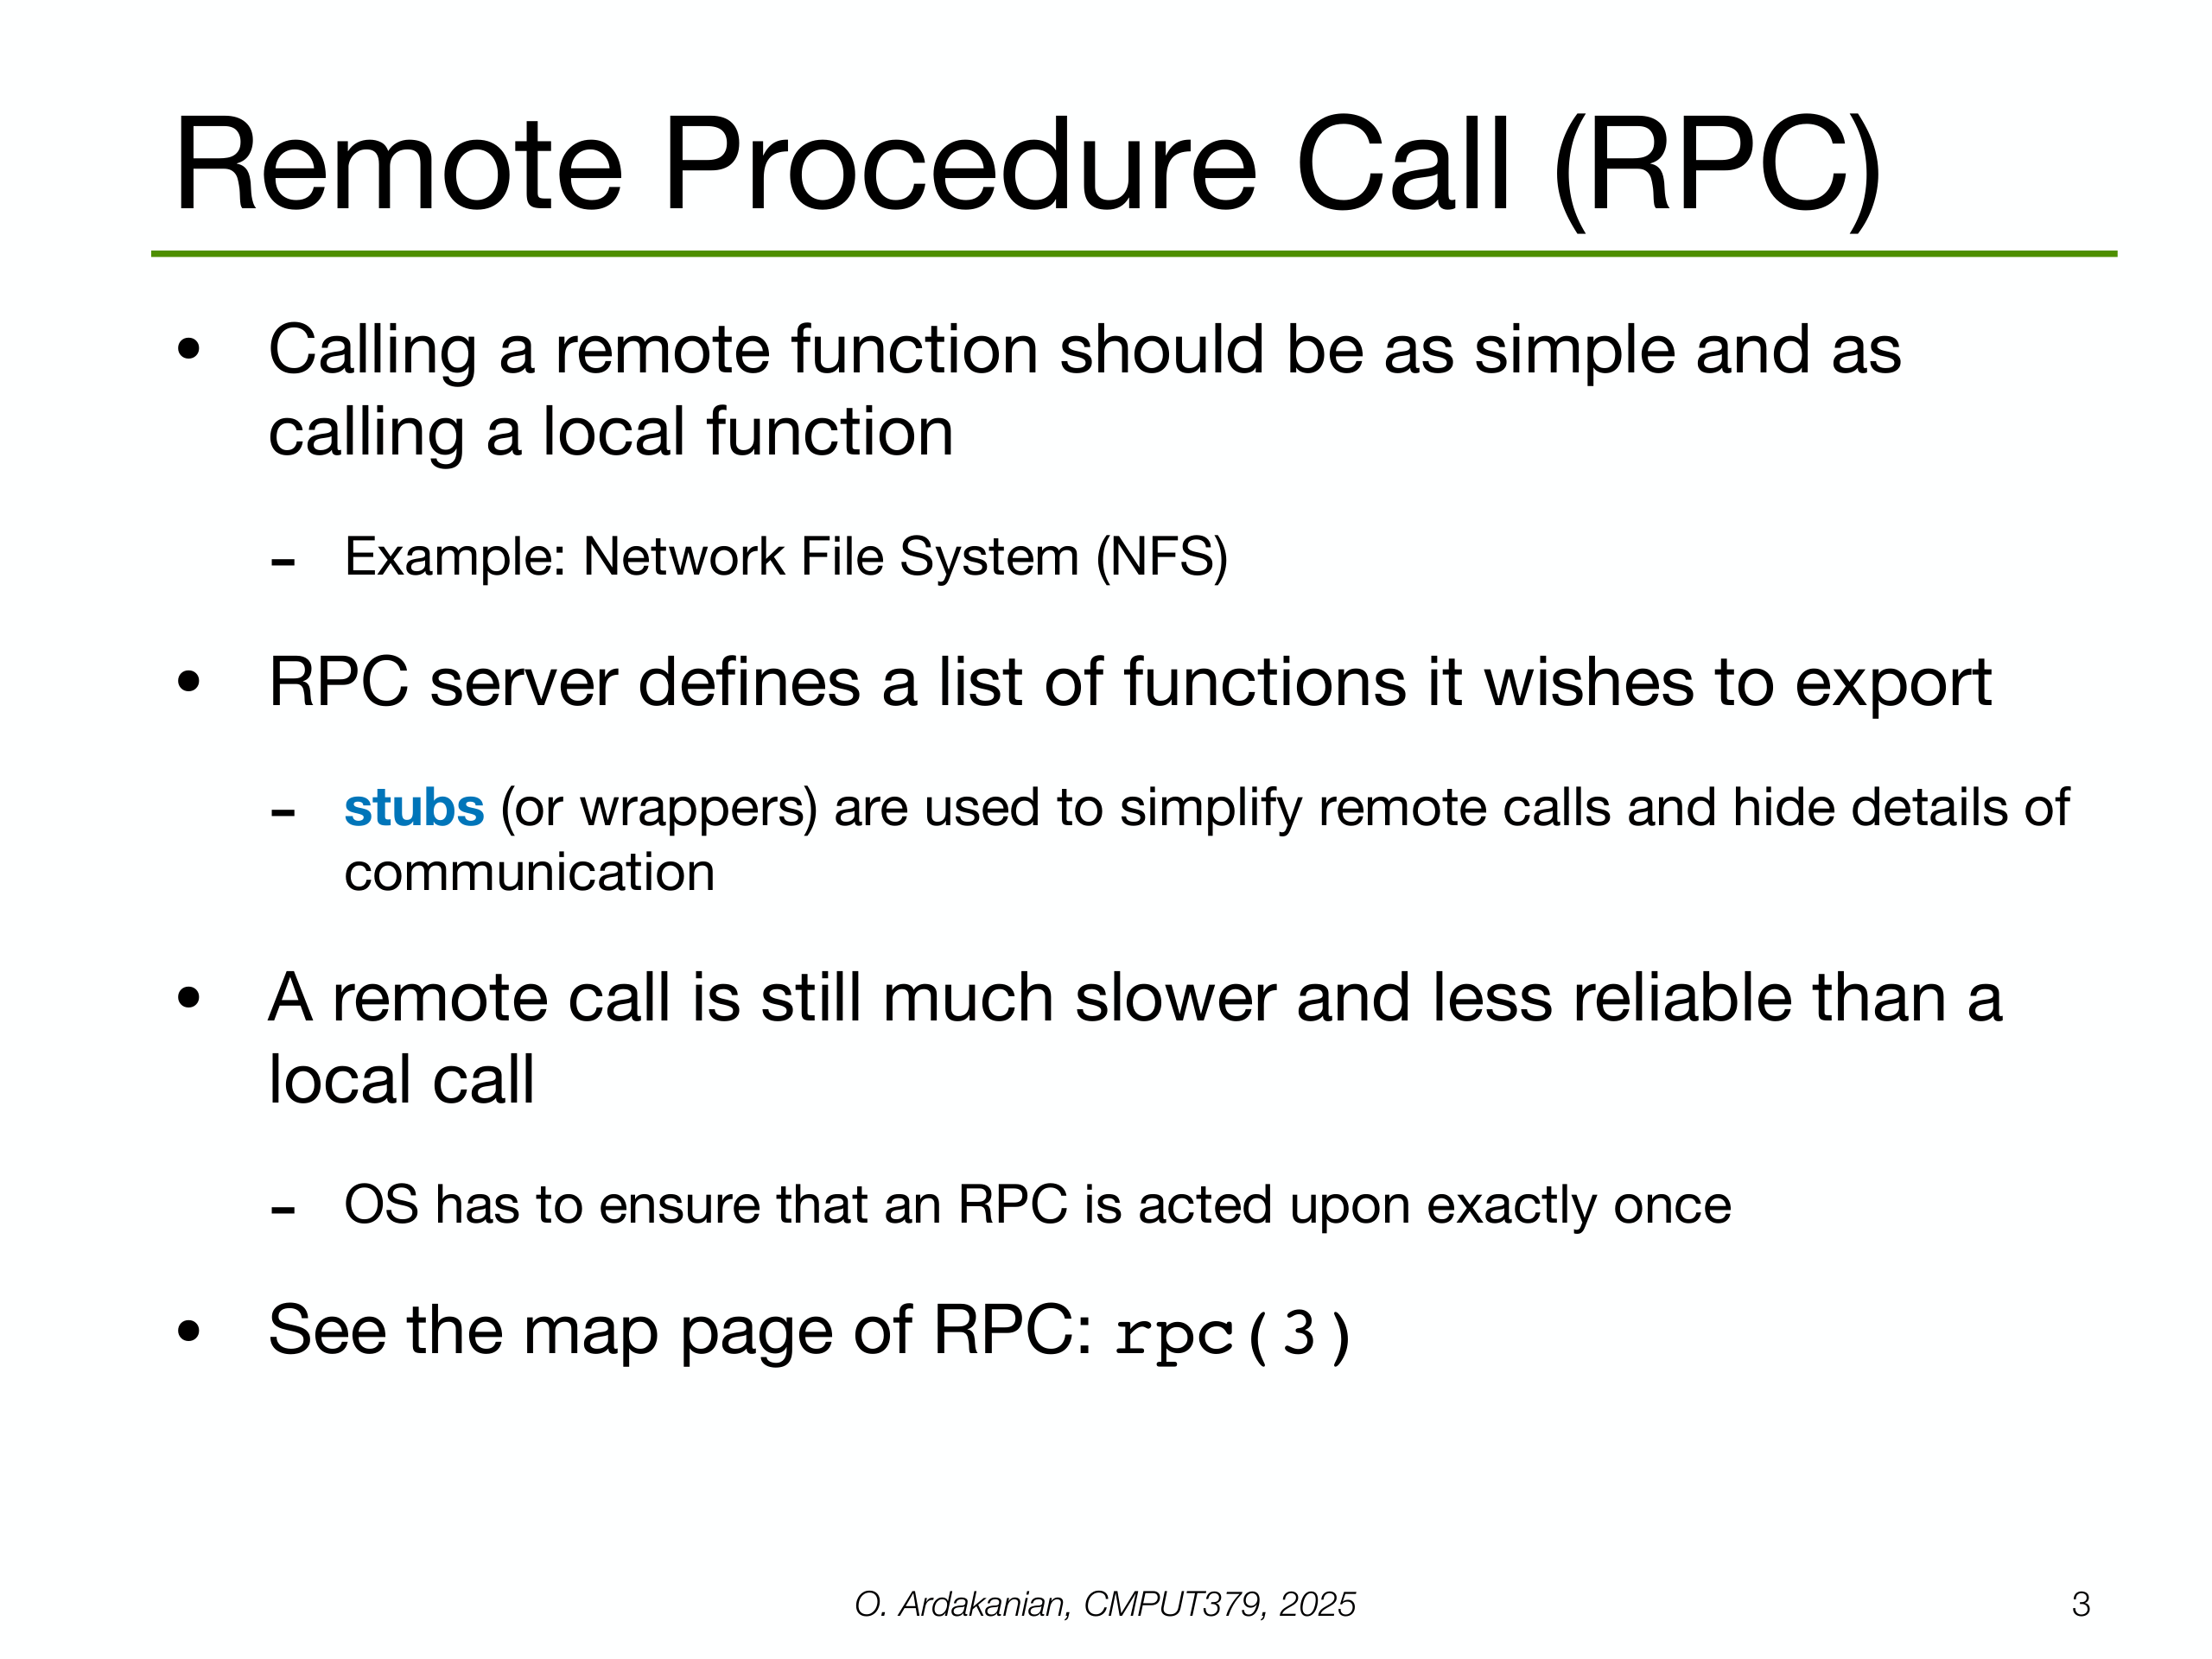 Remote Procedure Call (RPC)
• Calling a remote function should be as simple and as
calling a local function
- Example: Network File System (NFS)
• RPC server defines a list of functions it wishes to export
- stubs (or wrappers) are used to simplify remote calls and hide details of
communication
• A remote call is still much slower and less reliable than a
local call
- OS has to ensure that an RPC is acted upon exactly once
• See the map page of RPC: rpc(3)
O. Ardakanian, CMPUT379, 2025
3